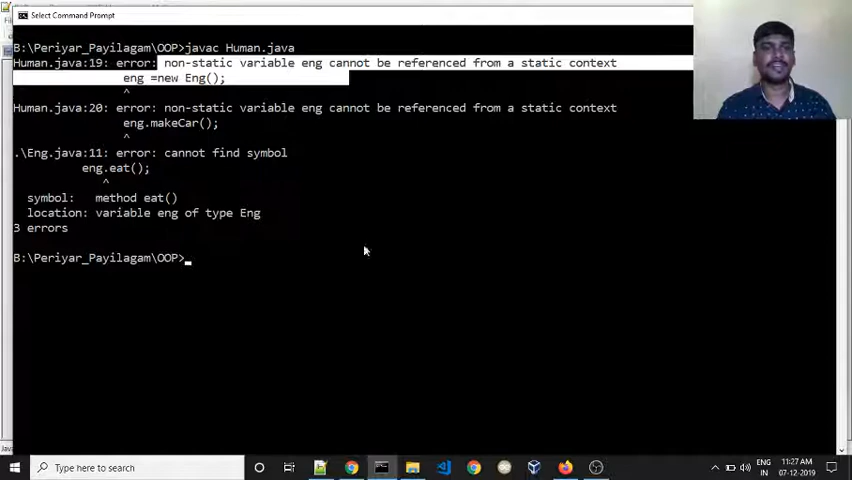 Select Command Prompt
B:\Periyar_Payilagam\OOP>javac Human.java
Human.java:19: error: non-static variable eng cannot be referenced from a static context
eng =new Eng();
^
Human.java:20: error: non-static variable eng cannot be referenced from a static context
eng.makeCar();
^
.\Eng.java:11: error: cannot find symbol
eng.eat();
^
symbol:   method eat()
location: variable eng of type Eng
3 errors
B:\Periyar_Payilagam\OOP>
Type here to search
ENG
IN
11:27 AM
07-12-2019